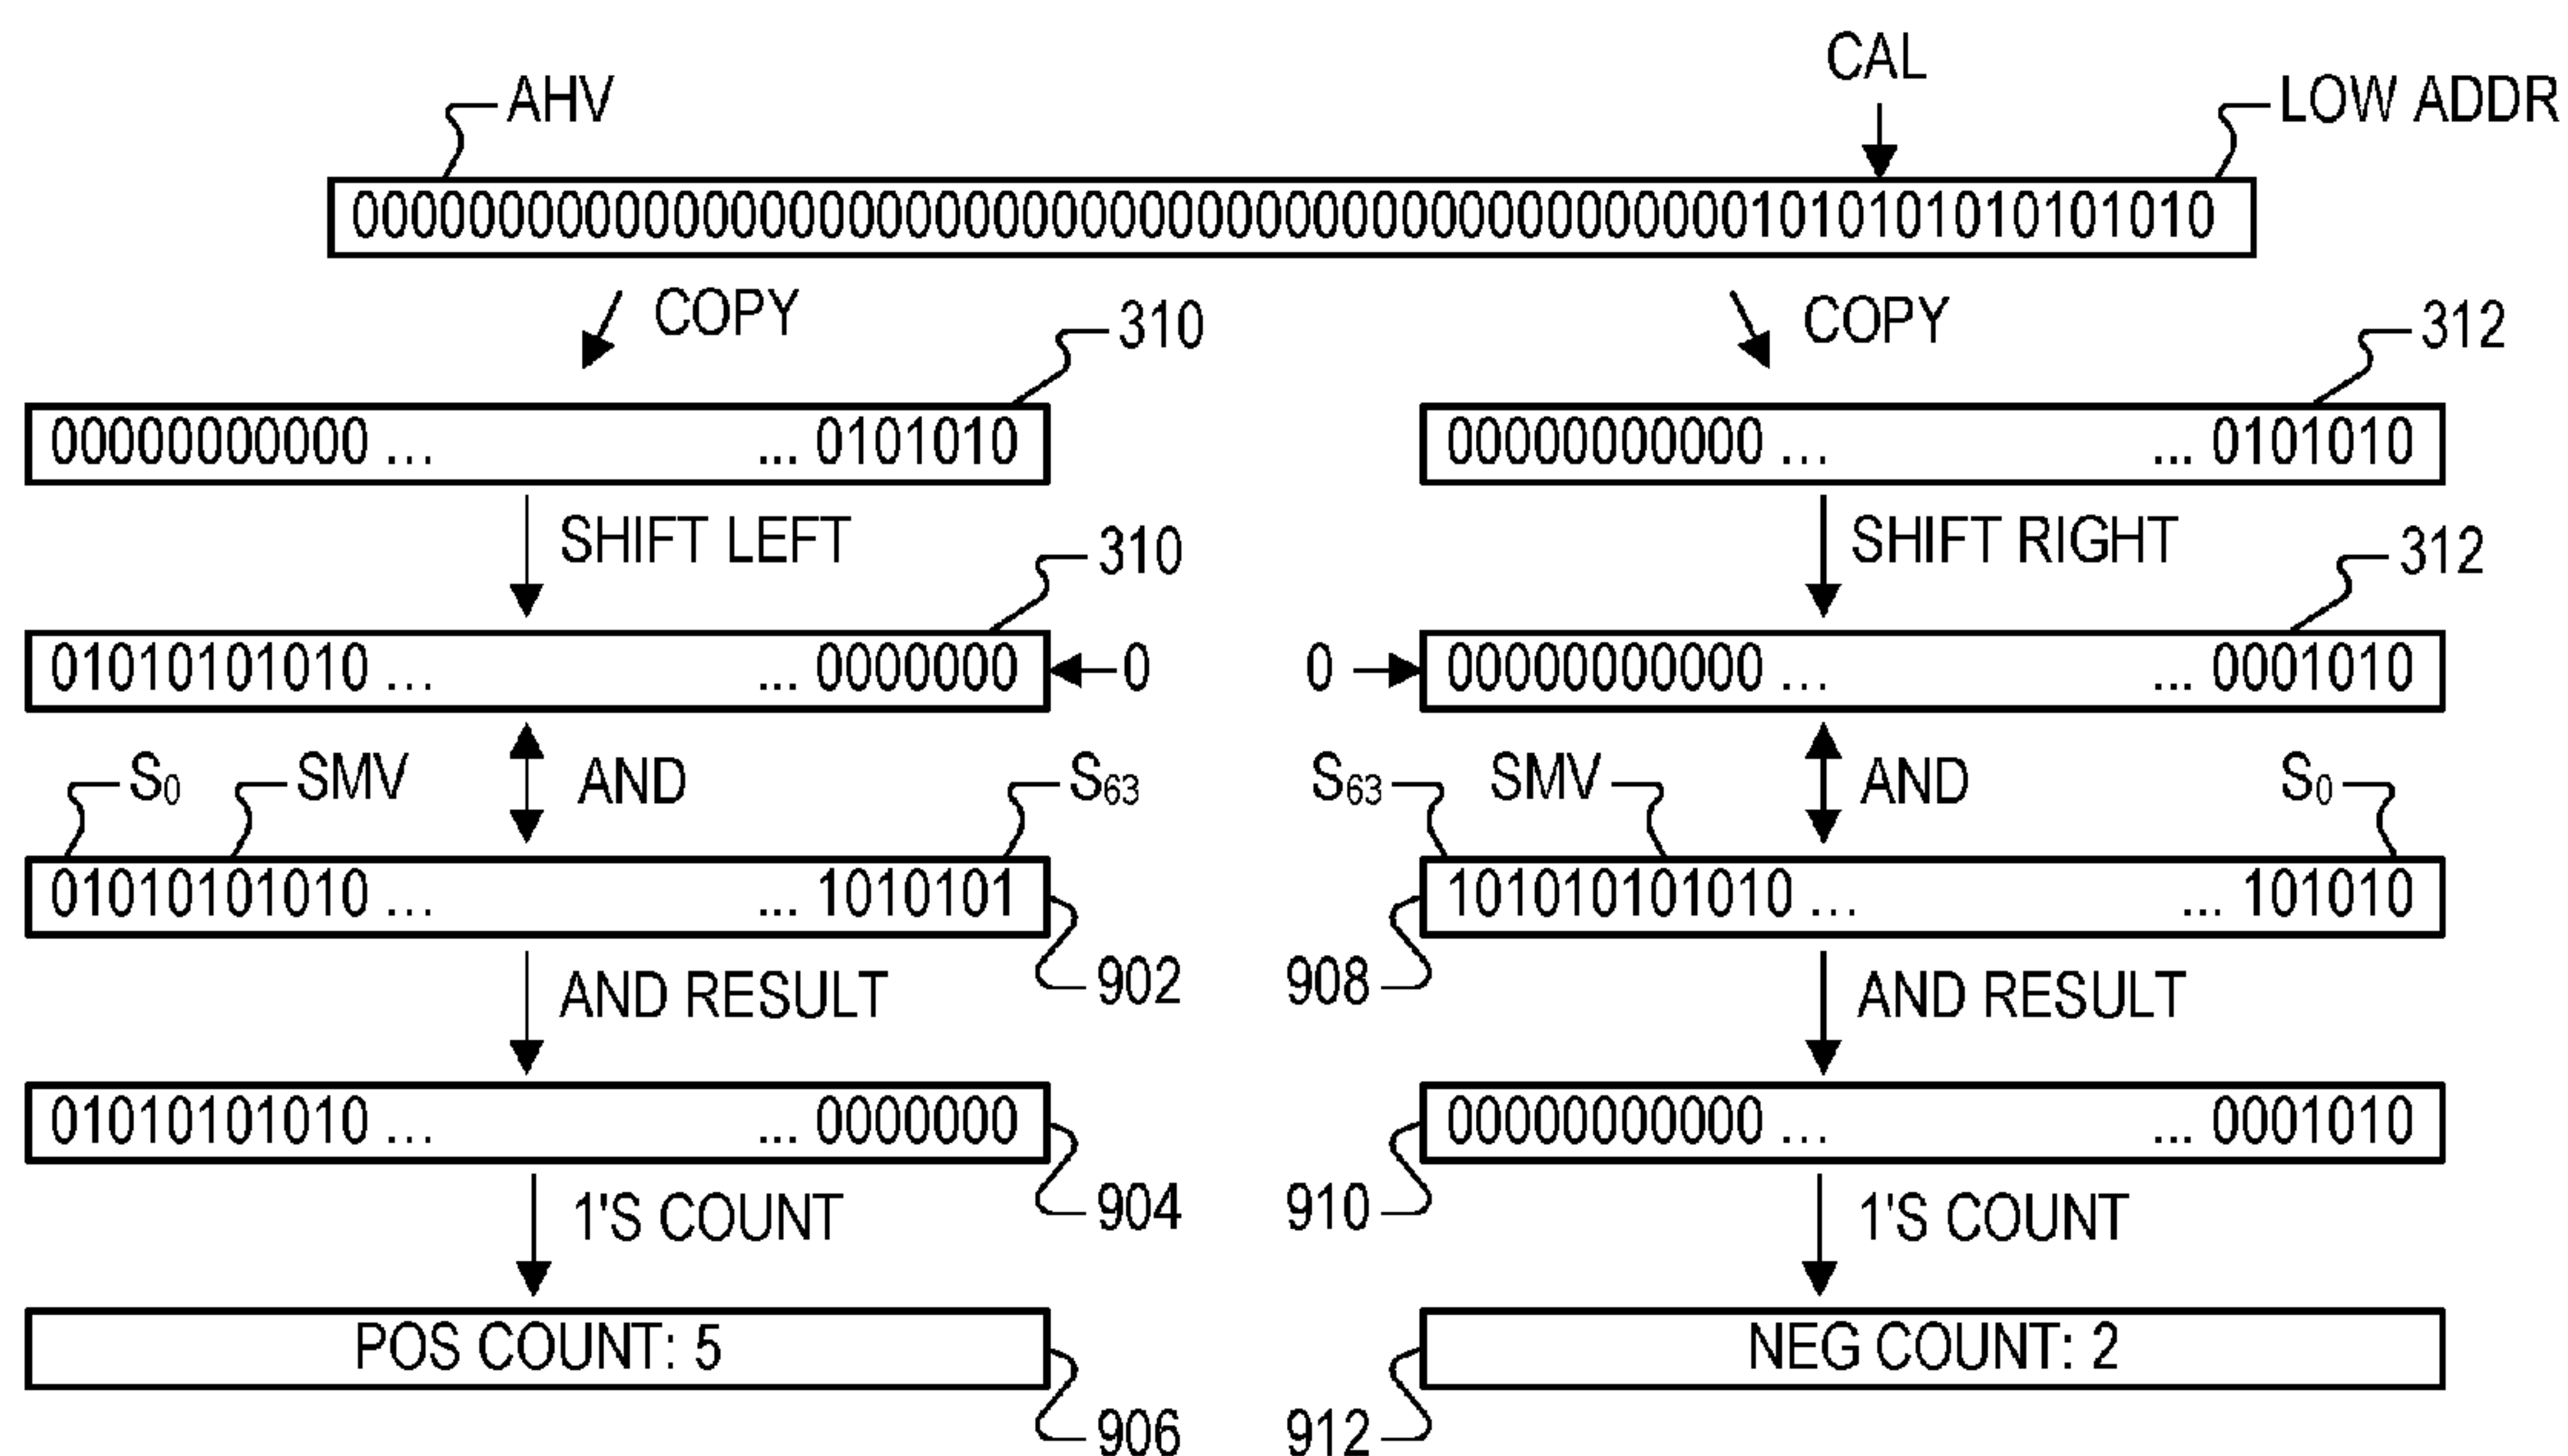 CAL
AHV
LOW ADDR
0000000000000000000000000000000000000000000000001010101010101010
COPY
COPY
310
312
00000000000 ... ... 0101010
00000000000 ... ... 0101010
SHIFT LEFT
SHIFT RIGHT
310
312
01010101010 ... ... 0000000
0
0
00000000000 ... ... 0001010
S₀
SMV
AND
S₆₃
S₆₃
SMV
AND
S₀
01010101010 ... ... 1010101
101010101010 ... ... 101010
902
908
AND RESULT
AND RESULT
01010101010 ... ... 0000000
00000000000 ... ... 0001010
904
910
1'S COUNT
1'S COUNT
POS COUNT: 5
NEG COUNT: 2
906
912